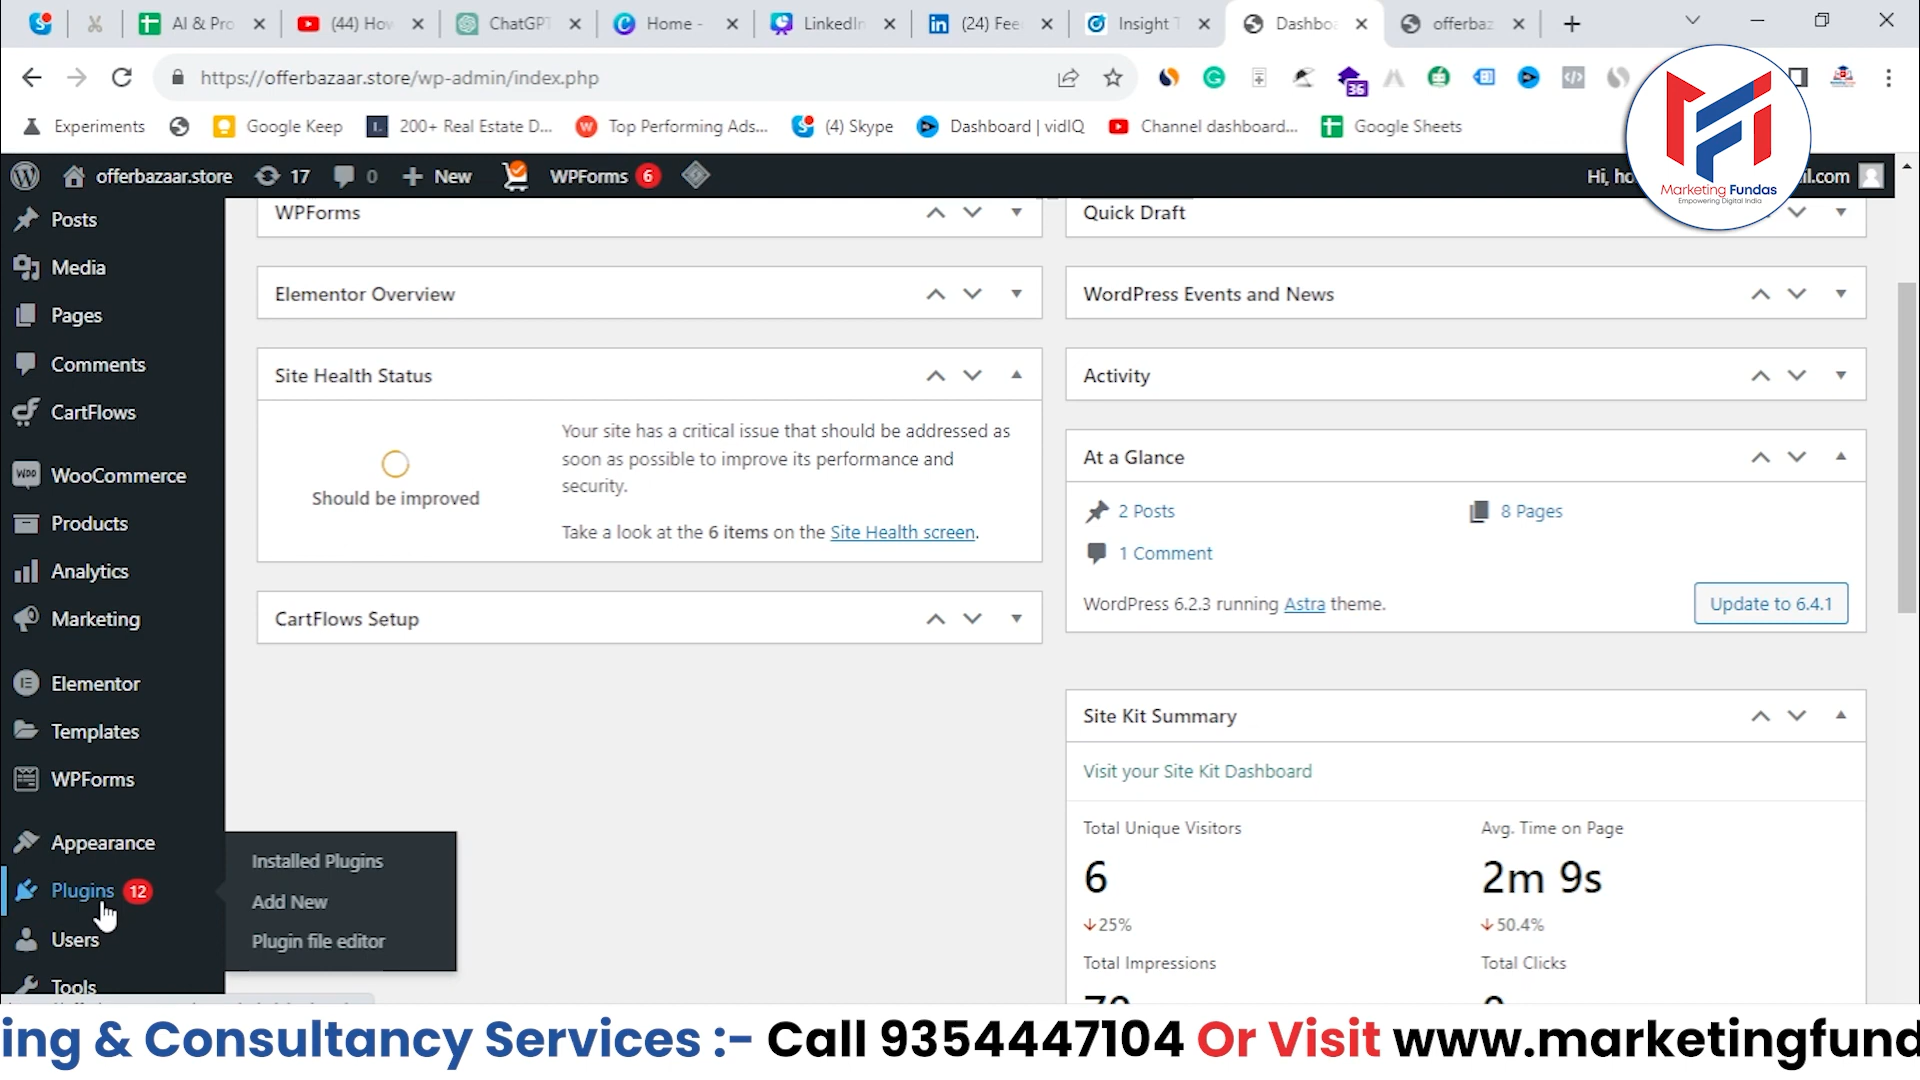 AI & Pro
(44) How
ChatGPT
Home -
LinkedIn
(24) Fee
Insight T
Dashboa
offerbaz
https://offerbazaar.store/wp-admin/index.php
36
Experiments
Google Keep
200+ Real Estate D...
Top Performing Ads...
(4) Skype
Dashboard | vidIQ
Channel dashboard...
Google Sheets
Marketing Fundas
Empowering Digital India
offerbazaar.store
17
0
New
WPForms 6
Hi, ho
il.com
Posts
Media
Pages
Comments
CartFlows
WooCommerce
Products
Analytics
Marketing
Elementor
Templates
WPForms
Appearance
Plugins 12
Users
Tools
Installed Plugins
Add New
Plugin file editor
WPForms
Elementor Overview
Site Health Status
Should be improved
Your site has a critical issue that should be addressed as
soon as possible to improve its performance and
security.
Take a look at the 6 items on the Site Health screen.
CartFlows Setup
Quick Draft
WordPress Events and News
Activity
At a Glance
2 Posts
8 Pages
1 Comment
WordPress 6.2.3 running Astra theme.
Update to 6.4.1
Site Kit Summary
Visit your Site Kit Dashboard
Total Unique Visitors
Avg. Time on Page
6
2m 9s
25%
50.4%
Total Impressions
Total Clicks
ing & Consultancy Services :- Call 9354447104 Or Visit www.marketingfund